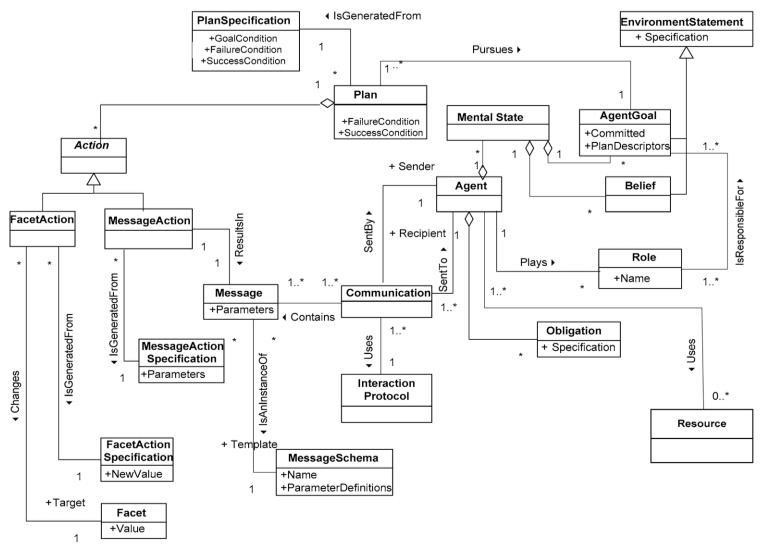 PlanSpecification
+GoalCondition
+FailureCondition
+SuccessCondition
◄ IsGeneratedFrom
1
*
EnvironmentStatement
+ Specification
Pursues ►
1
1 ..*
1
Plan
+FailureCondition
+SuccessCondition
Mental State
AgentGoal
+Committed
+PlanDescriptors
*
Action
*
1
1
1
*
1..*
+ Sender
Agent
Belief
*
1
FacetAction
MessageAction
ResultsIn ►
SentBy ►
+ Recipient
SentTo ►
1
1
IsResponsibleFor ►
*
*
*
1
1
Plays ►
Role
+Name
1..*
*
1..*
Message
+Parameters
1..*
1..*
◄ Contains
Communication
1..*
1..*
◄ IsGeneratedFrom
*
*
1..*
◄ Uses
1
Obligation
+ Specification
*
◄ Uses
MessageAction
Specification
+Parameters
1
◄ IsAnInstanceOf
Interaction
Protocol
◄ Changes
◄ IsGeneratedFrom
0..*
Resource
+ Template
FacetAction
Specification
+NewValue
1
MessageSchema
+Name
+ParameterDefinitions
1
+Target
Facet
+Value
1